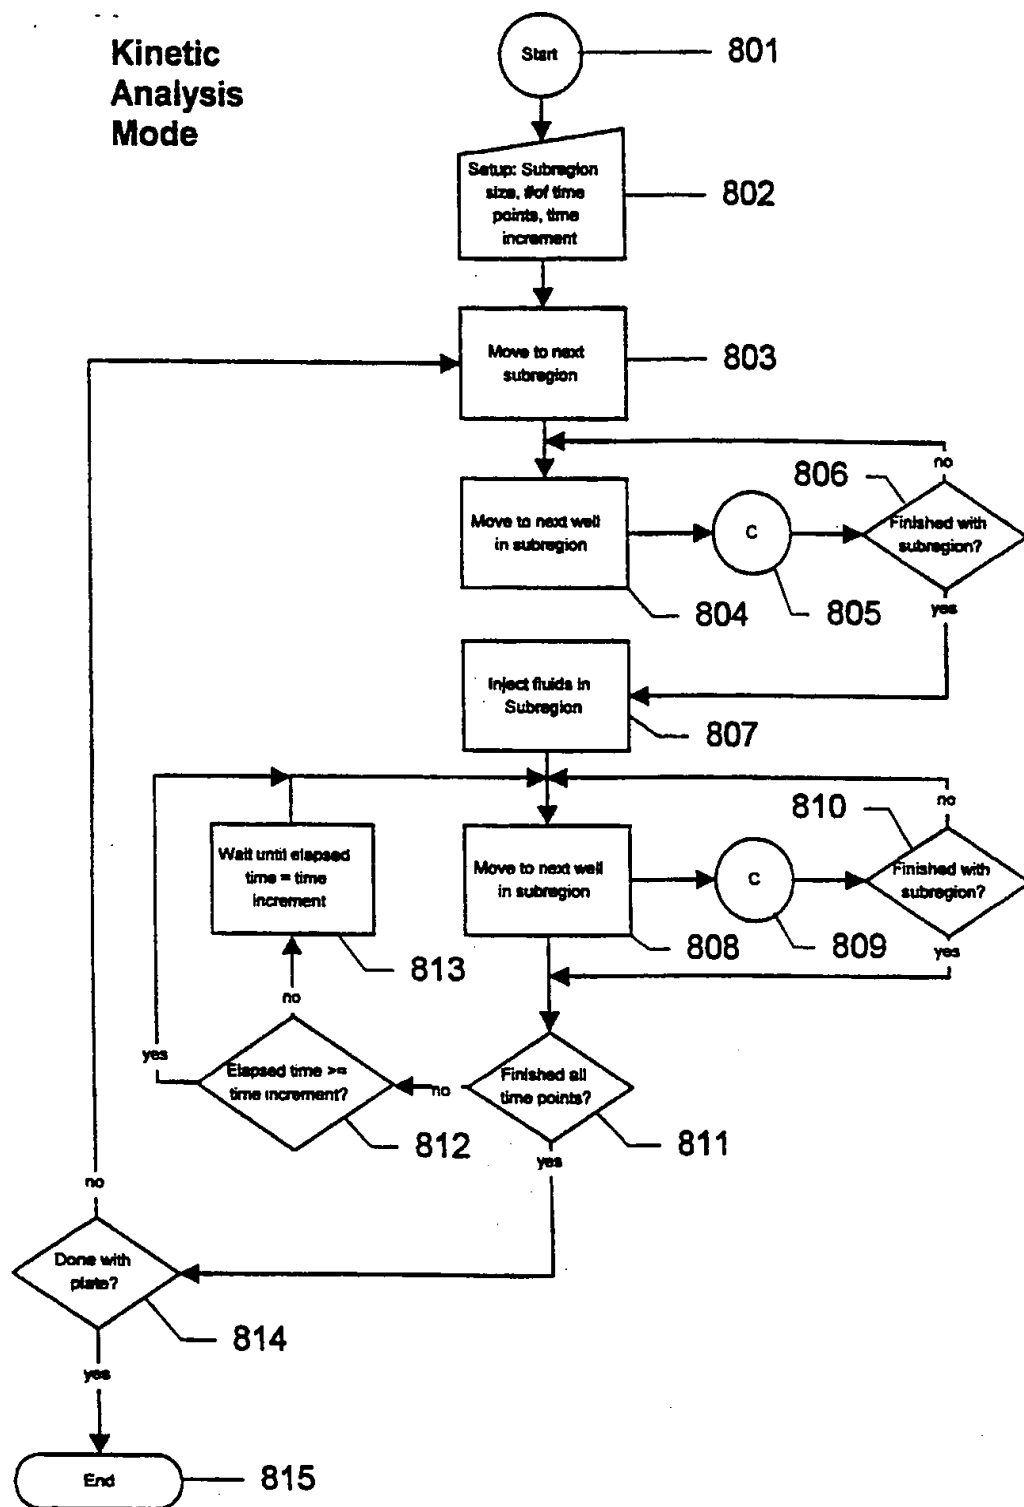 Kinetic
Analysis
Mode
Start
801
Setup: Subregion
size, #of time
points, time
increment
802
Move to next
subregion
803
no
806
Finished with
subregion?
Move to next well
in subregion
C
804
805
yes
Inject fluids in
Subregion
807
no
810
Finished with
subregion?
Wait until elapsed
time = time
increment
Move to next well
in subregion
C
813
808
809
yes
no
yes
Elapsed time >=
time increment?
no
Finished all
time points?
812
811
yes
no
Done with
plate?
814
yes
End
815